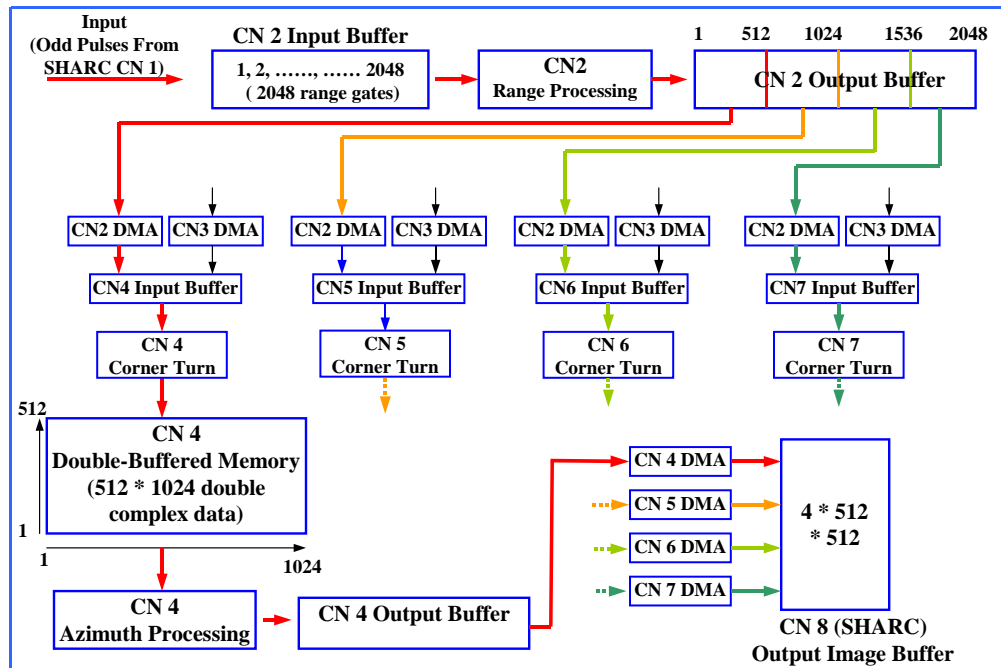 Input
(Odd Pulses From
SHARC CN 1)
CN 2 Input Buffer
1, 2, ......, ...... 2048
( 2048 range gates)
CN2
Range Processing
1 512 1024 1536 2048
CN 2 Output Buffer
CN2 DMA CN3 DMA CN2 DMA CN3 DMA CN2 DMA CN3 DMA CN2 DMA CN3 DMA
CN4 Input Buffer CN5 Input Buffer CN6 Input Buffer CN7 Input Buffer
CN 4
Corner Turn
CN 5
Corner Turn
CN 6
Corner Turn
CN 7
Corner Turn
512
CN 4
Double-Buffered Memory
(512 * 1024 double
complex data)
1
1 1024
CN 4
Azimuth Processing
CN 4 Output Buffer
CN 4 DMA
CN 5 DMA
CN 6 DMA
CN 7 DMA
4 * 512
* 512
CN 8 (SHARC)
Output Image Buffer